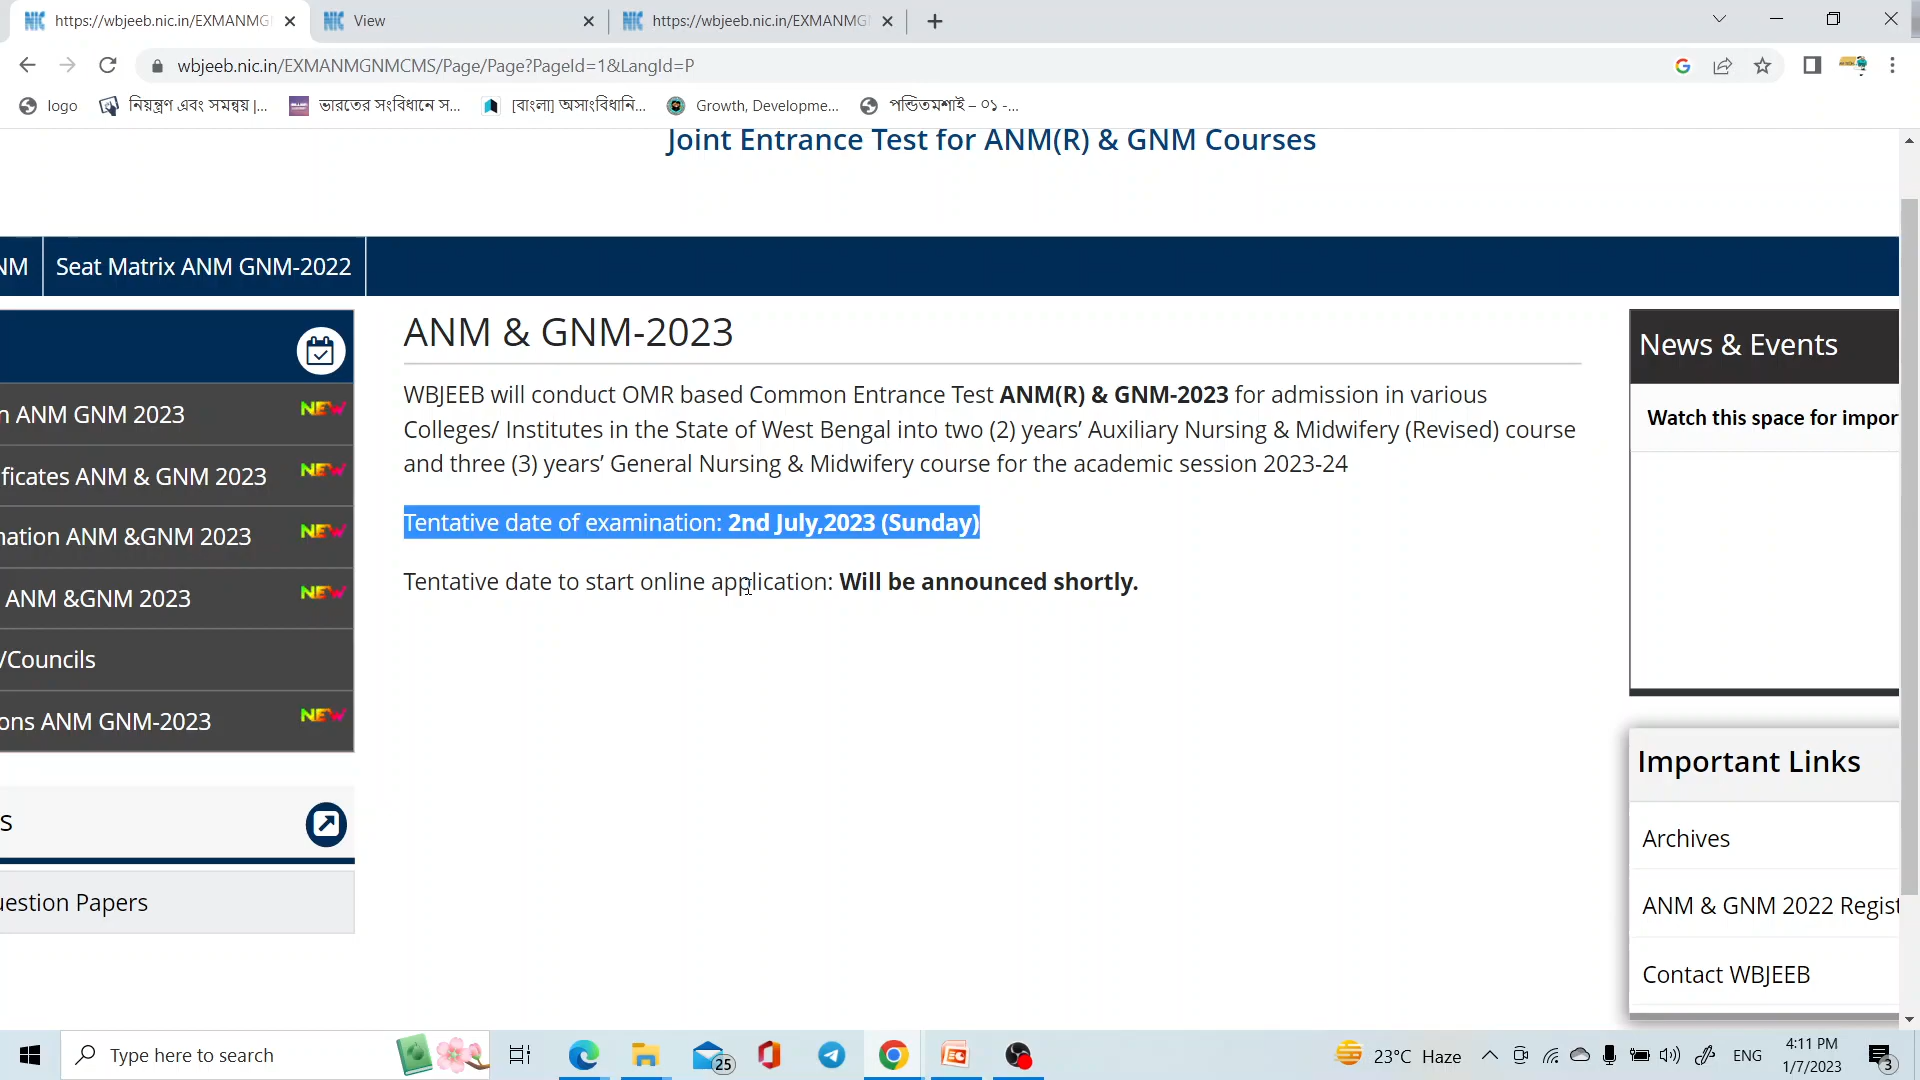 https://wbjeeb.nic.in/EXMANMG
View
https://wbjeeb.nic.in/EXMANMG
wbjeeb.nic.in/EXMANMGNMCMS/Page/Page?PageId=1&LangId=P
logo
নিয়ন্ত্রণ এবং সমন্বয় |...
ভারতের সংবিধানে স...
[বাংলা] অসাংবিধানি...
Growth, Developme...
পন্ডিতমশাই – ০১ -...
Joint Entrance Test for ANM(R) & GNM Courses
NM
Seat Matrix ANM GNM-2022
n ANM GNM 2023 NEW
ficates ANM & GNM 2023 NEW
nation ANM &GNM 2023 NEW
ANM &GNM 2023 NEW
/Councils
ons ANM GNM-2023 NEW
s
uestion Papers
ANM & GNM-2023
WBJEEB will conduct OMR based Common Entrance Test ANM(R) & GNM-2023 for admission in various
Colleges/ Institutes in the State of West Bengal into two (2) years’ Auxiliary Nursing & Midwifery (Revised) course
and three (3) years’ General Nursing & Midwifery course for the academic session 2023-24
Tentative date of examination: 2nd July,2023 (Sunday)
Tentative date to start online application: Will be announced shortly.
News & Events
Watch this space for impor
Important Links
Archives
ANM & GNM 2022 Regist
Contact WBJEEB
Type here to search
25
23°C Haze
ENG
4:11 PM
1/7/2023
3